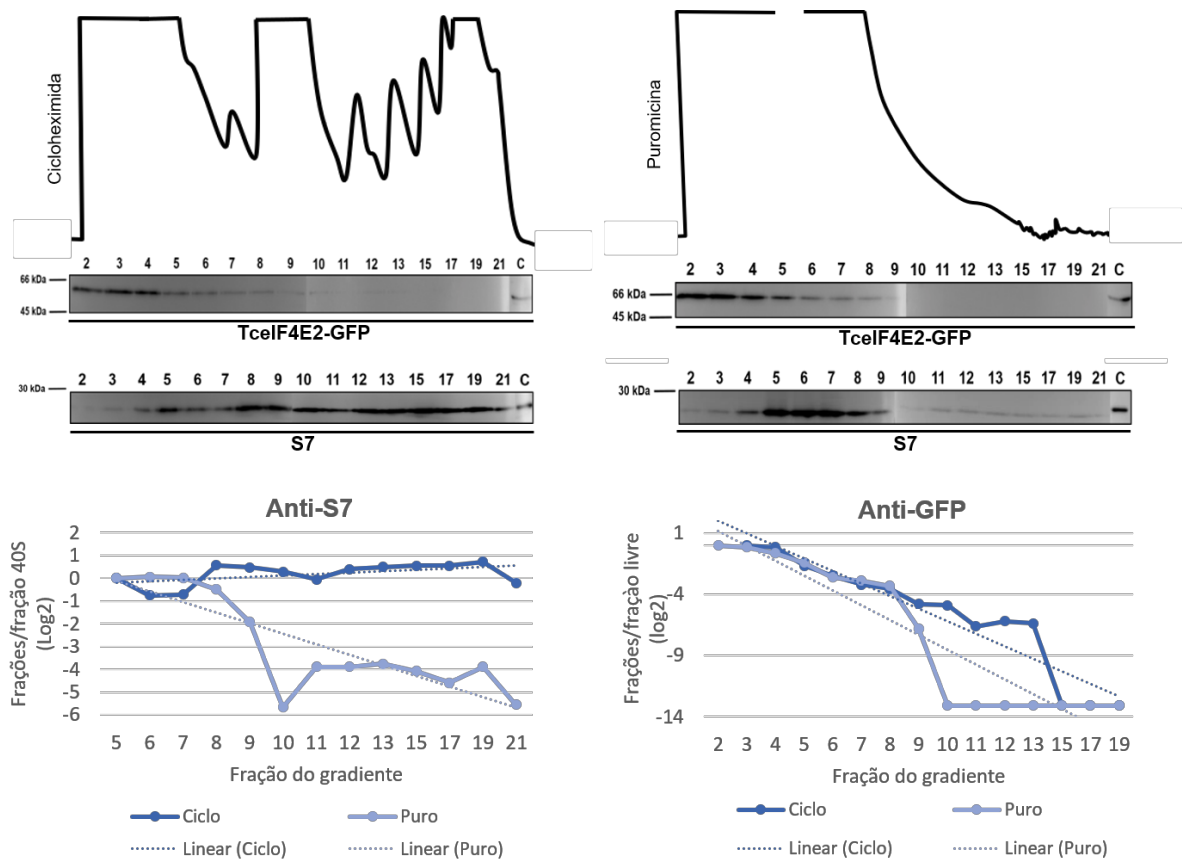 Cicloheximida
2 3 4 5 6 7 8 9 10 11 12 13 15 17 19 21 C
66 kDa
45 kDa
TceIF4E2-GFP
2 3 4 5 6 7 8 9 10 11 12 13 15 17 19 21 C
30 kDa
S7
Puromicina
2 3 4 5 6 7 8 9 10 11 12 13 15 17 19 21 C
66 kDa
45 kDa
TceIF4E2-GFP
2 3 4 5 6 7 8 9 10 11 12 13 15 17 19 21 C
30 kDa
S7
Anti-S7
Frações/fração 40S
(Log2)
2
1
0
-1
-2
-3
-4
-5
-6
5 6 7 8 9 10 11 12 13 15 17 19 21
Fração do gradiente
Ciclo Puro
Linear (Ciclo) Linear (Puro)
Anti-GFP
Frações/fraçào livre
(log2)
1
-4
-9
-14
2 3 4 5 6 7 8 9 10 11 12 13 15 17 19
Fração do gradiente
Ciclo Puro
Linear (Ciclo) Linear (Puro)